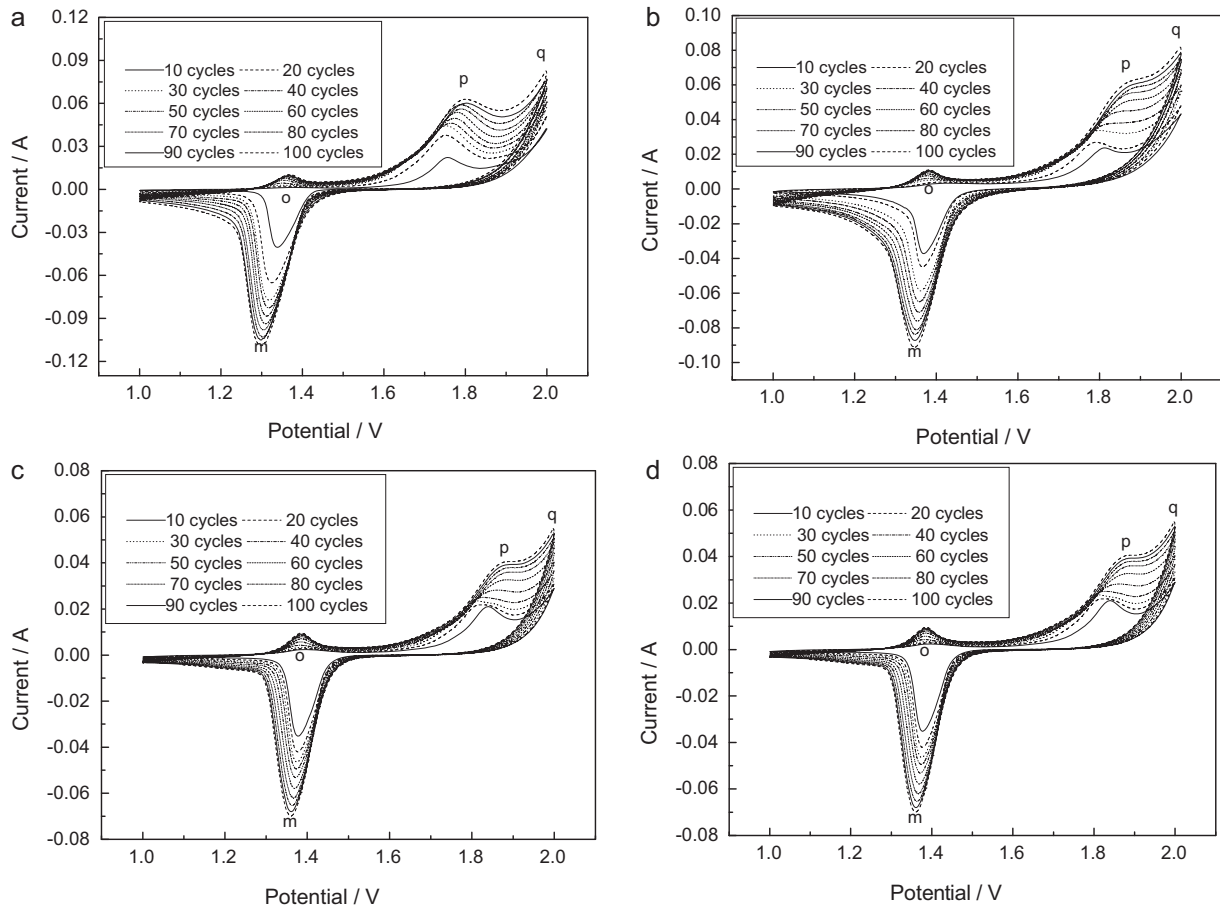 a
0.12
0.09
0.06
0.03
0.00
-0.03
-0.06
-0.09
-0.12
Current / A
10 cycles 20 cycles
30 cycles 40 cycles
50 cycles 60 cycles
70 cycles 80 cycles
90 cycles 100 cycles
p
q
o
m
1.0 1.2 1.4 1.6 1.8 2.0
Potential / V
b
0.10
0.08
0.06
0.04
0.02
0.00
-0.02
-0.04
-0.06
-0.08
-0.10
Current / A
10 cycles 20 cycles
30 cycles 40 cycles
50 cycles 60 cycles
70 cycles 80 cycles
90 cycles 100 cycles
p
q
o
m
1.0 1.2 1.4 1.6 1.8 2.0
Potential / V
c
0.08
0.06
0.04
0.02
0.00
-0.02
-0.04
-0.06
-0.08
Current / A
10 cycles 20 cycles
30 cycles 40 cycles
50 cycles 60 cycles
70 cycles 80 cycles
90 cycles 100 cycles
p
q
o
m
1.0 1.2 1.4 1.6 1.8 2.0
Potential / V
d
0.08
0.06
0.04
0.02
0.00
-0.02
-0.04
-0.06
-0.08
Current / A
10 cycles 20 cycles
30 cycles 40 cycles
50 cycles 60 cycles
70 cycles 80 cycles
90 cycles 100 cycles
p
q
o
m
1.0 1.2 1.4 1.6 1.8 2.0
Potential / V